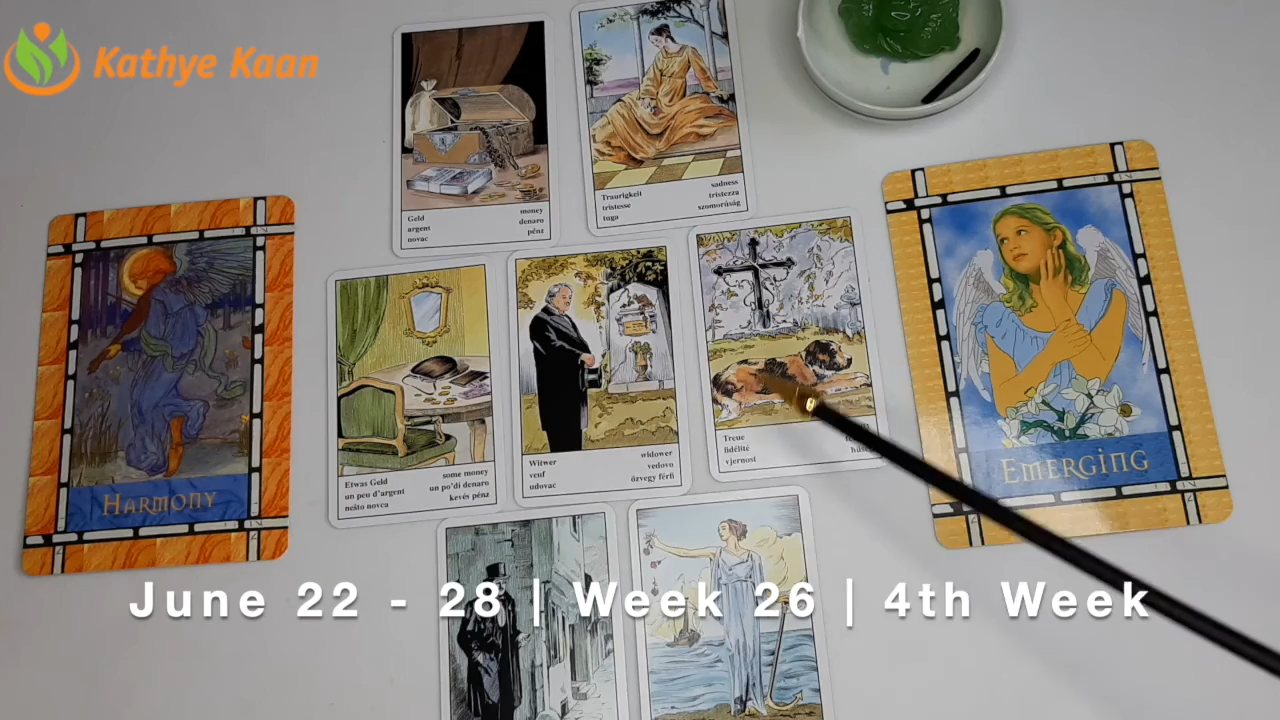 Kathye Kaan
Geld
argent
novac
money
denaro
pénz
Traurigkeit
tristesse
tuga
sadness
tristezza
szomorúság
HARMONY
Etwas Geld
un peu d'argent
nešto novca
some money
un po'di denaro
kevés pénz
Witwer
veuf
udovac
widower
vedovo
özvegy férfi
Treue
fidélité
vjernost
EMERGING
June 22 - 28 | Week 26 | 4th Week